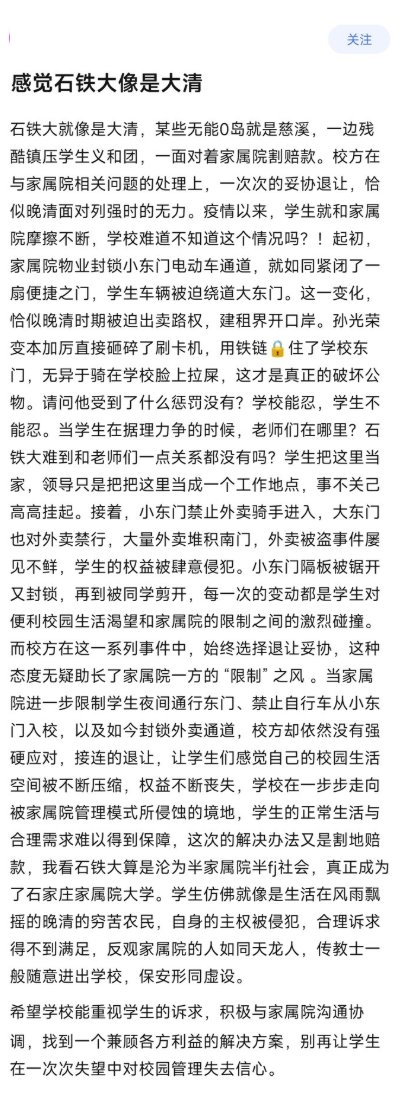 关注
感觉石铁大像是大清
石铁大就像是大清，某些无能0岛就是慈溪，一边残
酷镇压学生义和团，一面对着家属院割赔款。校方在
与家属院相关问题的处理上，一次次的妥协退让，恰
似晚清面对列强时的无力。疫情以来，学生就和家属
院摩擦不断，学校难道不知道这个情况吗？！起初，
家属院物业封锁小东门电动车通道，就如同紧闭了一
扇便捷之门，学生车辆被迫绕道大东门。这一变化，
恰似晚清时期被迫出卖路权，建租界开口岸。孙光荣
变本加厉直接砸碎了刷卡机，用铁链🔒住了学校东
门，无异于骑在学校脸上拉屎，这才是真正的破坏公
物。请问他受到了什么惩罚没有？学校能忍，学生不
能忍。当学生在据理力争的时候，老师们在哪里？石
铁大难到和老师们一点关系都没有吗？学生把这里当
家，领导只是把把这里当成一个工作地点，事不关己
高高挂起。接着，小东门禁止外卖骑手进入，大东门
也对外卖禁行，大量外卖堆积南门，外卖被盗事件屡
见不鲜，学生的权益被肆意侵犯。小东门隔板被锯开
又封锁，再到被同学剪开，每一次的变动都是学生对
便利校园生活渴望和家属院的限制之间的激烈碰撞。
而校方在这一系列事件中，始终选择退让妥协，这种
态度无疑助长了家属院一方的 “限制” 之风 。当家属
院进一步限制学生夜间通行东门、禁止自行车从小东
门入校，以及如今封锁外卖通道，校方却依然没有强
硬应对，接连的退让，让学生们感觉自己的校园生活
空间被不断压缩，权益不断丧失，学校在一步步走向
被家属院管理模式所侵蚀的境地，学生的正常生活与
合理需求难以得到保障，这次的解决办法又是割地赔
款，我看石铁大算是沦为半家属院半fj社会，真正成为
了石家庄家属院大学。学生仿佛就像是生活在风雨飘
摇的晚清的穷苦农民，自身的主权被侵犯，合理诉求
得不到满足，反观家属院的人如同天龙人，传教士一
般随意进出学校，保安形同虚设。
希望学校能重视学生的诉求，积极与家属院沟通协
调，找到一个兼顾各方利益的解决方案，别再让学生
在一次次失望中对校园管理失去信心。